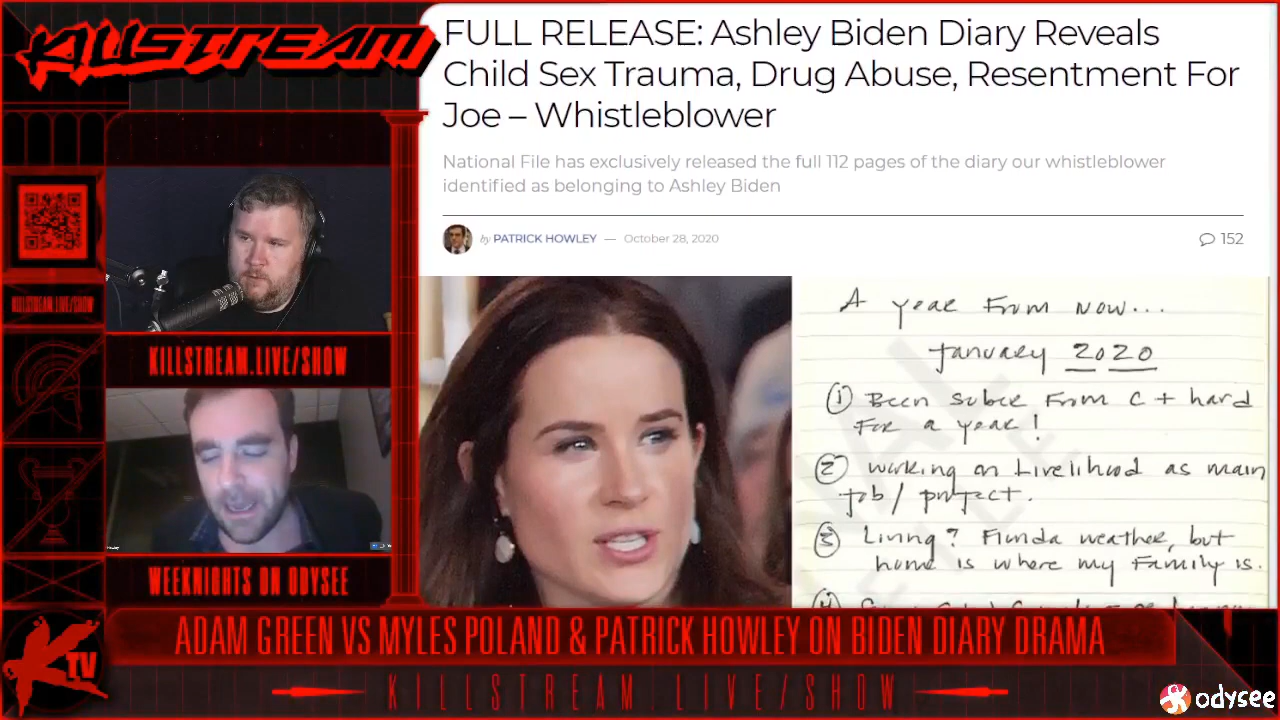 KILLSTREAM
FULL RELEASE: Ashley Biden Diary Reveals
Child Sex Trauma, Drug Abuse, Resentment For
Joe – Whistleblower
National File has exclusively released the full 112 pages of the diary our whistleblower
identified as belonging to Ashley Biden
by PATRICK HOWLEY — October 28, 2020
152
KILLSTREAM.LIVE/SHOW
KILLSTREAM.LIVE/SHOW
WEEKNIGHTS ON ODYSEE
A year From now...
January 2020
① Been sober From C + hard
For a year!
② working on Livelihood as main
job/ project.
③ Living? Florida weather, but
home is where my Family is.
ADAM GREEN VS MYLES POLAND & PATRICK HOWLEY ON BIDEN DIARY DRAMA
K TV
KILLSTREAM.LIVE/SHOW
odysee